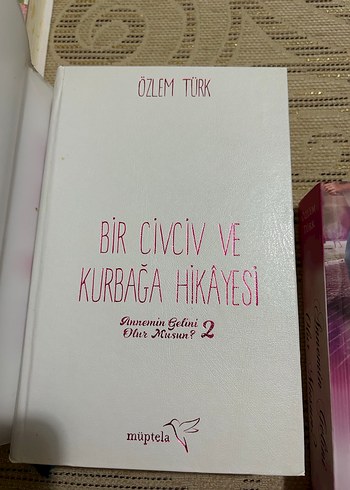 ÖZLEM TÜRK
BİR CİVCİV VE
KURBAĞA HİKÂYESİ
Annemin Gelini
Olur Musun? 2
müptela